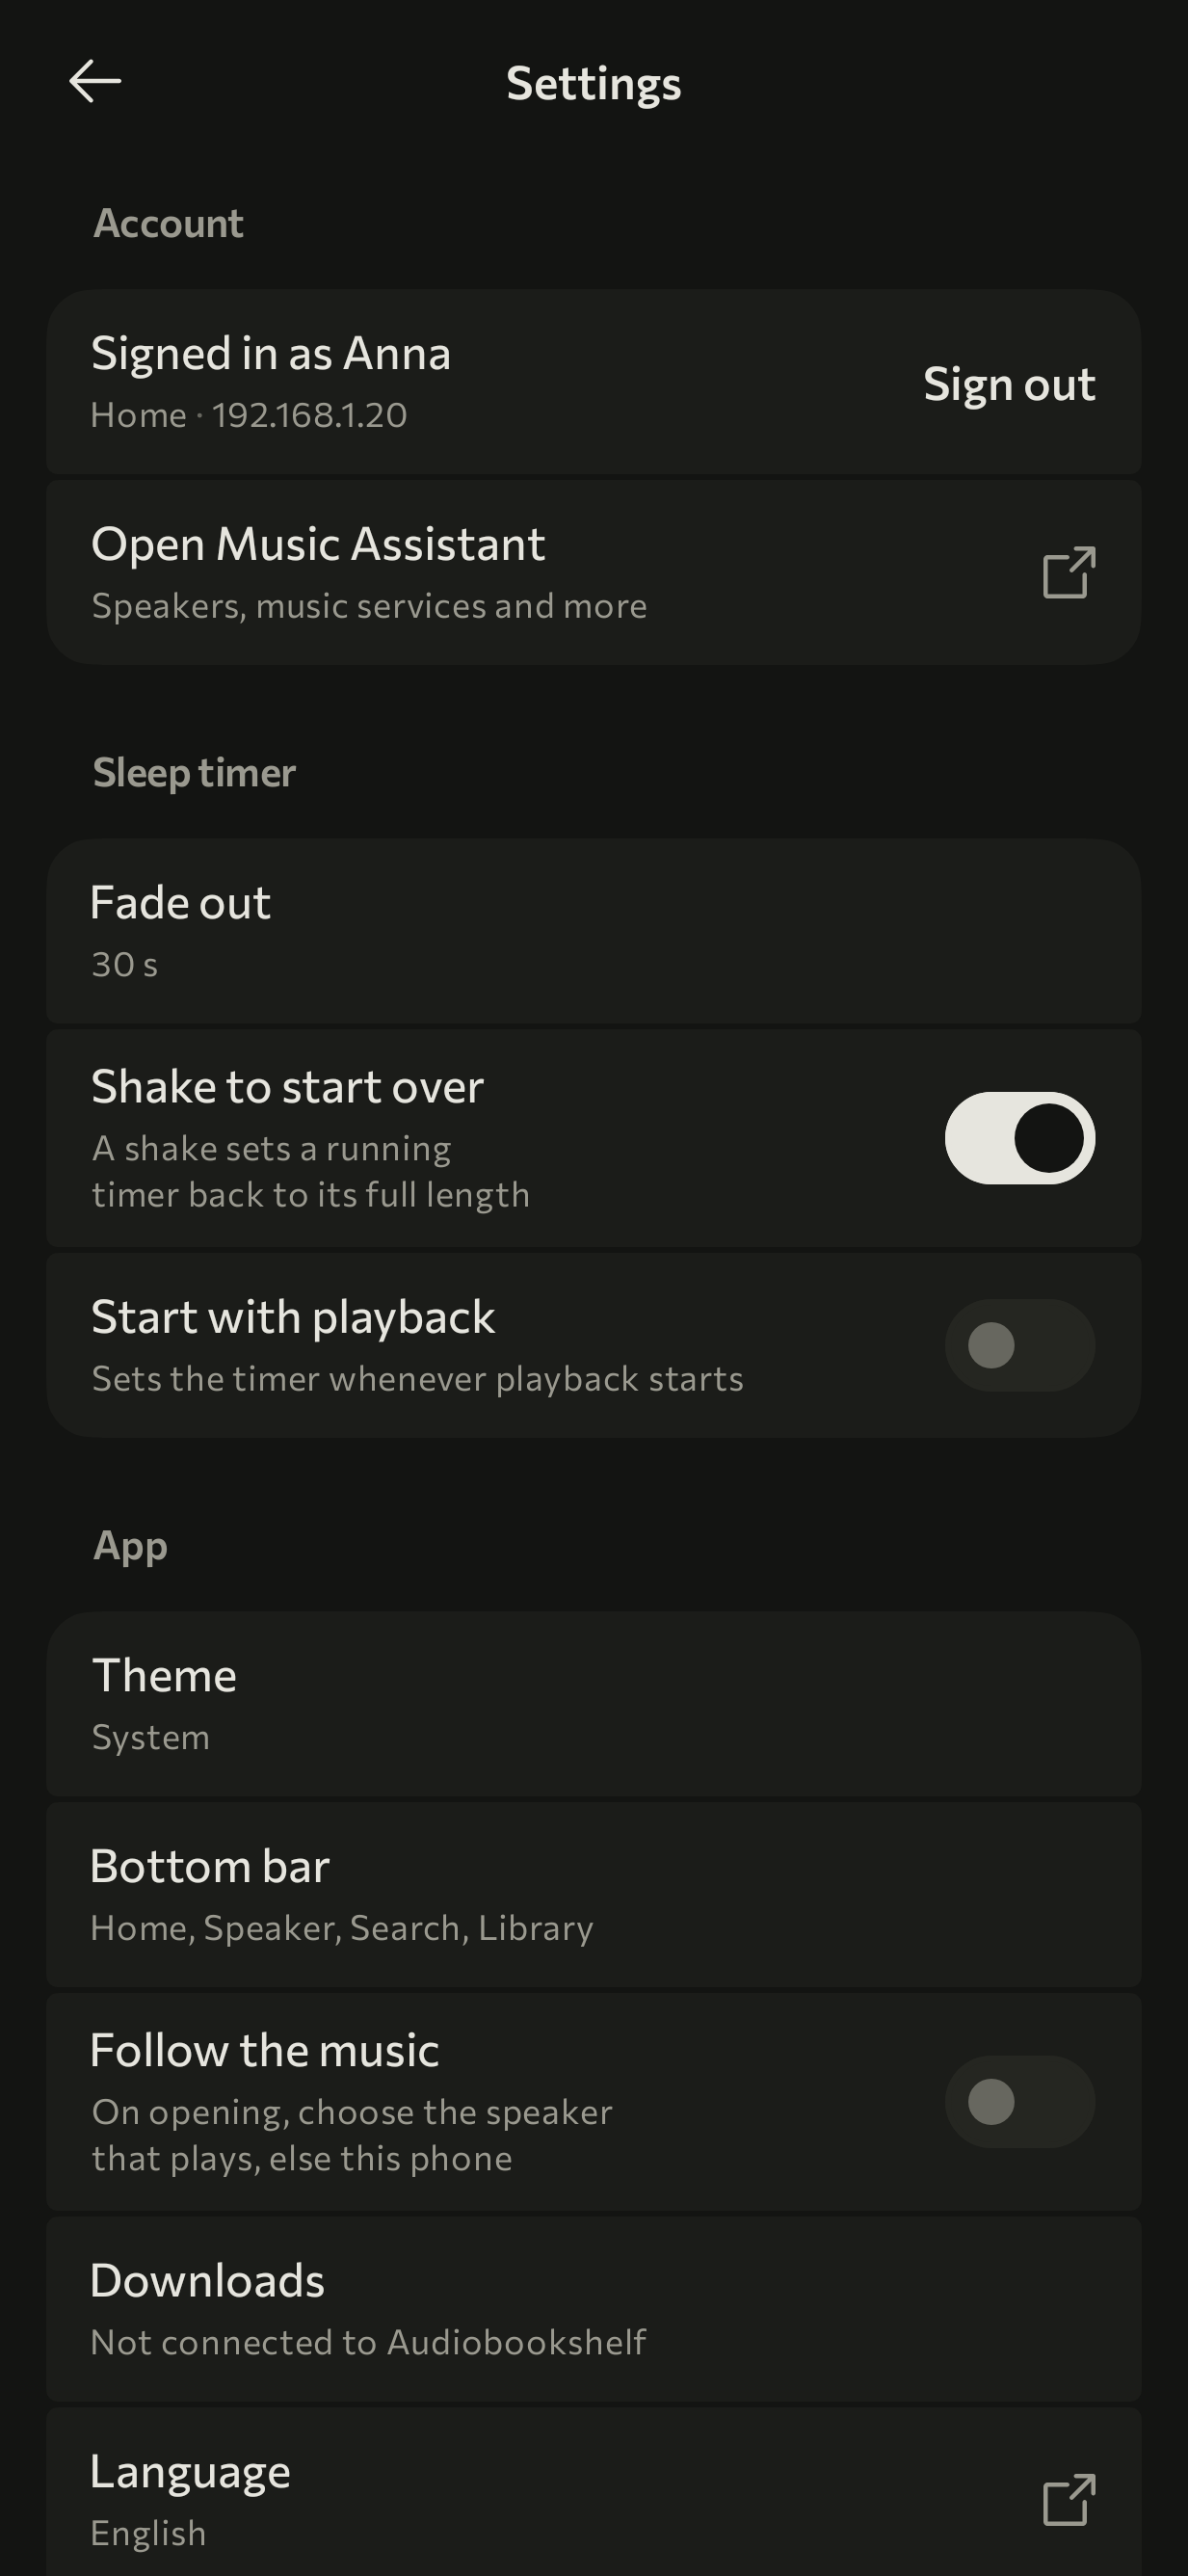 Settings
Account
Signed in as Anna
Home · 192.168.1.20
Sign out
Open Music Assistant
Speakers, music services and more
Sleep timer
Fade out
30 s
Shake to start over
A shake sets a running
timer back to its full length
Start with playback
Sets the timer whenever playback starts
App
Theme
System
Bottom bar
Home, Speaker, Search, Library
Follow the music
On opening, choose the speaker
that plays, else this phone
Downloads
Not connected to Audiobookshelf
Language
English